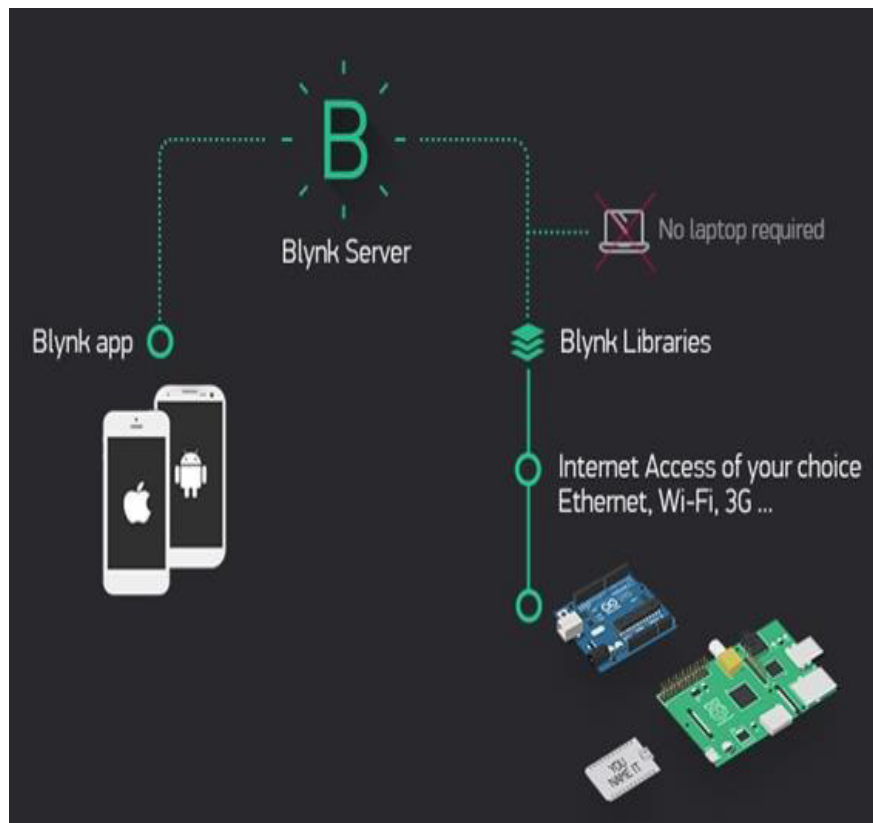 B
Blynk Server
No laptop required
Blynk app
Blynk Libraries
Internet Access of your choice
Ethernet, Wi-Fi, 3G ...
YOU
NAME IT